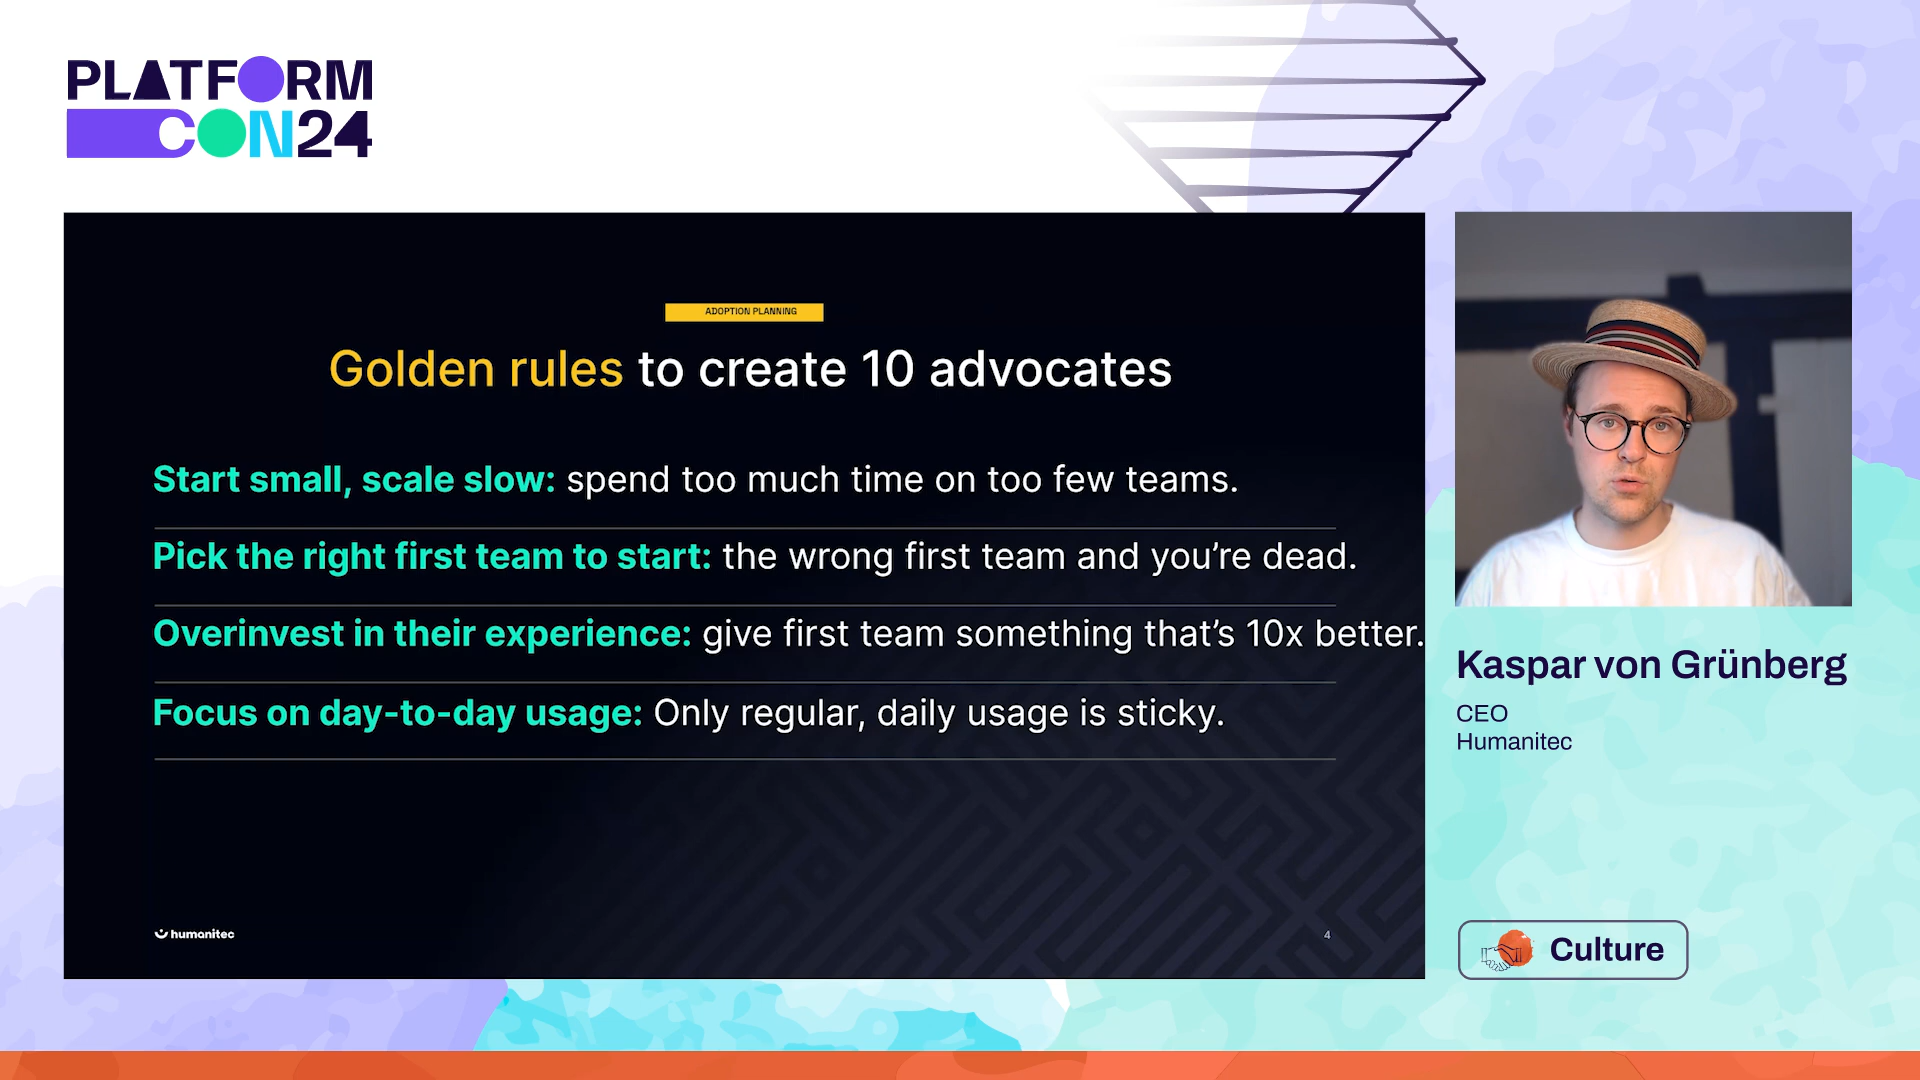 PLATFORM
CON24
ADOPTION PLANNING
Golden rules to create 10 advocates
Start small, scale slow: spend too much time on too few teams.
Pick the right first team to start: the wrong first team and you’re dead.
Overinvest in their experience: give first team something that’s 10x better.
Focus on day-to-day usage: Only regular, daily usage is sticky.
humanitec
4
Kaspar von Grünberg
CEO
Humanitec
Culture